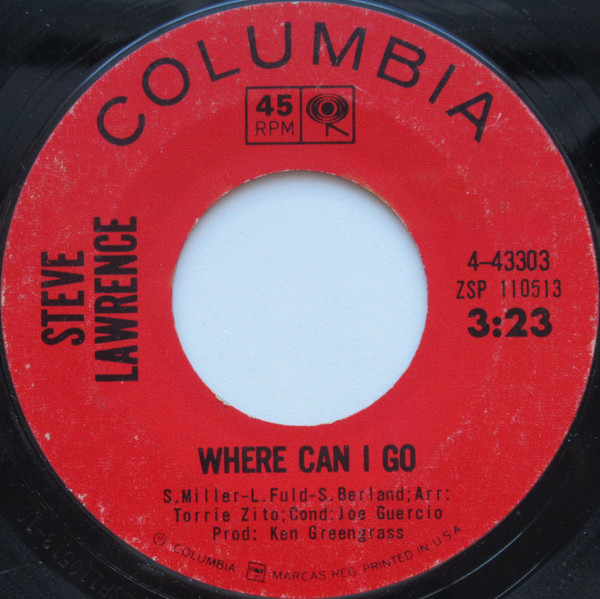 COLUMBIA
45
RPM
STEVE
LAWRENCE
4-43303
ZSP 110513
3:23
WHERE CAN I GO
S.Miller-L.Fuld-S.Berland;Arr:
Torrie Zito;Cond:Joe Guercio
Prod: Ken Greengrass
℗ COLUMBIA MARCAS REG. PRINTED IN U.S.A.